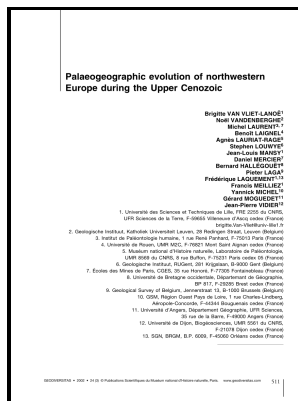 Palaeogeographic evolution of northwestern
Europe during the Upper Cenozoic
Brigitte VAN VLIET-LANOË1
Noël VANDENBERGHE2
Michel LAURENT3, 7
Benoît LAIGNEL4
Agnès LAURIAT-RAGE5
Stephen LOUWYE6
Jean-Louis MANSY1
Daniel MERCIER7
Bernard HALLÉGOUËT8
Pieter LAGA9
Frédérique LAQUEMENT1,13
Francis MEILLIEZ1
Yannick MICHEL10
Gérard MOGUEDET11
Jean-Pierre VIDIER12
1. Université des Sciences et Techniques de Lille, FRE 2255 du CNRS,
UFR Sciences de la Terre, F-59655 Villeneuve d'Ascq cedex (France)
brigitte.Van-Vliet@univ-lille1.fr
2. Geologisch Instituut, Katholic Universiteit Leuven, 28 Redingen Straat, Leuven (Belgium)
3. Institut de Paléontologie humaine, 1 rue René Panhard, F-75013 Paris (France)
4. Université de Rouen, UMR M2C, F-76821 Mont Saint Aignan cedex (France)
5. Muséum national d'Histoire naturelle, Laboratoire de Paléontologie,
UMR 8569 du CNRS, 8 rue Buffon, F-75231 Paris cedex 05 (France)
6. Geologisch Instituut, RUGent, 281 Krijgslaan, B-9000 Gent (Belgium)
7. Écoles des Mines de Paris, CGES, 35 rue Saint Honoré, F-77305 Fontainebleau (France)
8. Université de Bretagne occidentale, Département de Géographie,
BP 817, F-29285 Brest cedex (France)
9. Geological Survey of Belgium, Jennerstraat 13, B-1000 Brussels (Belgium)
10. GSM, Région Ouest Pays de Loire, 1 rue Charles-Lindberg,
Aéropole-Concorde, F-44344 Bouguenais cedex (France)
11. Université d'Angers, Département Géographie, UFR Sciences,
35 rue de la Barre, F-49000 Angers (France)
12. Université de Dijon, Biogéosciences, UMR 5561 du CNRS,
F-21078 Dijon cedex (France)
13. SGN, BRGM, B.P. 6009, F-45060 Orléans cedex (France)
GEODIVERSITAS • 2002 • 24 (3) © Publications Scientifiques du Muséum national d'Histoire naturelle, Paris. www.geodiversitas.com
511